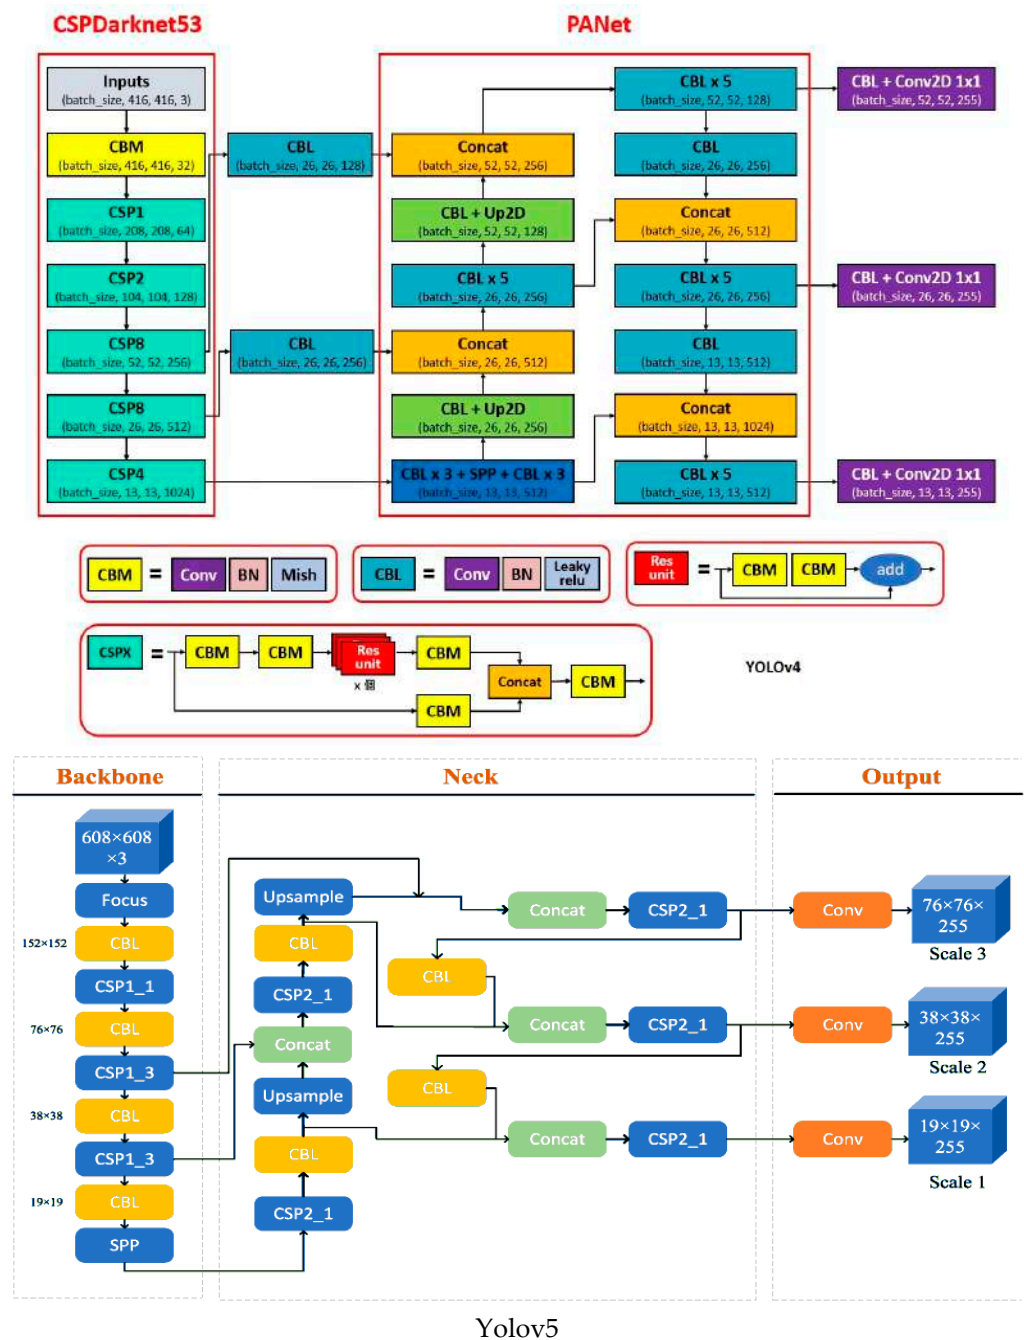 CSPDarknet53
PANet
Inputs
(batch_size, 416, 416, 3)
CBM
(batch_size, 416, 416, 32)
CSP1
(batch_size, 208, 208, 64)
CSP2
(batch_size, 104, 104, 128)
CSP8
(batch_size, 52, 52, 256)
CSP8
(batch_size, 26, 26, 512)
CSP4
(batch_size, 13, 13, 1024)
CBL
(batch_size, 26, 26, 128)
CBL
(batch_size, 26, 26, 256)
Concat
(batch_size, 52, 52, 256)
CBL + Up2D
(batch_size, 52, 52, 128)
CBL x 5
(batch_size, 26, 26, 256)
Concat
(batch_size, 26, 26, 512)
CBL + Up2D
(batch_size, 26, 26, 256)
CBL x 3 + SPP + CBL x 3
(batch_size, 13, 13, 512)
CBL x 5
(batch_size, 52, 52, 128)
CBL
(batch_size, 26, 26, 256)
Concat
(batch_size, 26, 26, 512)
CBL x 5
(batch_size, 26, 26, 256)
CBL
(batch_size, 13, 13, 512)
Concat
(batch_size, 13, 13, 1024)
CBL x 5
(batch_size, 13, 13, 512)
CBL + Conv2D 1x1
(batch_size, 52, 52, 255)
CBL + Conv2D 1x1
(batch_size, 26, 26, 255)
CBL + Conv2D 1x1
(batch_size, 13, 13, 255)
CBM = Conv BN Mish
CBL = Conv BN Leaky
relu
Res
unit = CBM CBM add
CSPX = CBM CBM Res
unit CBM
x 個
CBM
Concat CBM
YOLOv4
Backbone
Neck
Output
608×608
×3
Focus
152×152
CBL
CSP1_1
76×76
CBL
CSP1_3
38×38
CBL
CSP1_3
19×19
CBL
SPP
Upsample
CBL
CSP2_1
Concat
Upsample
CBL
CSP2_1
Concat
CSP2_1
CBL
Concat
CSP2_1
CBL
Concat
CSP2_1
Conv
76×76×
255
Scale 3
Conv
38×38×
255
Scale 2
Conv
19×19×
255
Scale 1
Yolov5